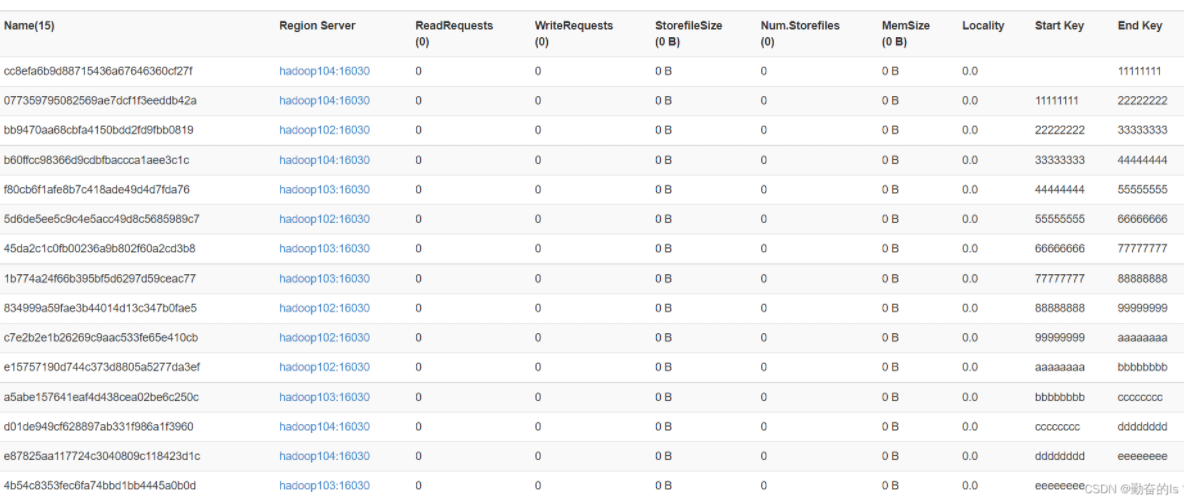 Name(15) Region Server ReadRequests (0) WriteRequests (0) StorefileSize (0 B) Num.Storefiles (0) MemSize (0 B) Locality Start Key End Key
cc8efa6b9d88715436a67646360cf27f hadoop104:16030 0 0 0 B 0 0 B 0.0 11111111
077359795082569ae7dcf1f3eeddb42a hadoop104:16030 0 0 0 B 0 0 B 0.0 11111111 22222222
bb9470aa68cbfa4150bdd2fd9fbb0819 hadoop102:16030 0 0 0 B 0 0 B 0.0 22222222 33333333
b60ffcc98366d9cdbfbaccca1aee3c1c hadoop104:16030 0 0 0 B 0 0 B 0.0 33333333 44444444
f80cb6f1afe8b7c418ade49d4d7fda76 hadoop103:16030 0 0 0 B 0 0 B 0.0 44444444 55555555
5d6de5ee5c9c4e5acc49d8c5685989c7 hadoop102:16030 0 0 0 B 0 0 B 0.0 55555555 66666666
45da2c1c0fb00236a9b802f60a2cd3b8 hadoop103:16030 0 0 0 B 0 0 B 0.0 66666666 77777777
1b774a24f66b395bf5d6297d59ceac77 hadoop103:16030 0 0 0 B 0 0 B 0.0 77777777 88888888
834999a59fae3b44014d13c347b0fae5 hadoop102:16030 0 0 0 B 0 0 B 0.0 88888888 99999999
c7e2b2e1b26269c9aac533fe65e410cb hadoop102:16030 0 0 0 B 0 0 B 0.0 99999999 aaaaaaaa
e15757190d744c373d8805a5277da3ef hadoop102:16030 0 0 0 B 0 0 B 0.0 aaaaaaaa bbbbbbbb
a5abe157641eaf4d438cea02be6c250c hadoop103:16030 0 0 0 B 0 0 B 0.0 bbbbbbbb cccccccc
d01de949cf628897ab331f986a1f3960 hadoop104:16030 0 0 0 B 0 0 B 0.0 cccccccc dddddddd
e87825aa117724c3040809c118423d1c hadoop104:16030 0 0 0 B 0 0 B 0.0 dddddddd eeeeeeee
4b54c8353fec6fa74bbd1bb4445a0b0d hadoop103:16030 0 0 0 B 0 0 B 0.0 eeeeeeee
CSDN @勤奋的ls